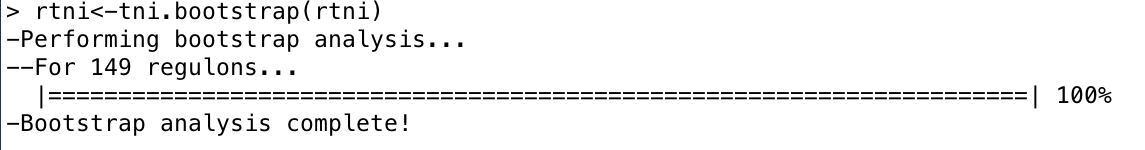 > rtni<-tni.bootstrap(rtni)
-Performing bootstrap analysis...
--For 149 regulons...
  |======================================================================| 100%
-Bootstrap analysis complete!